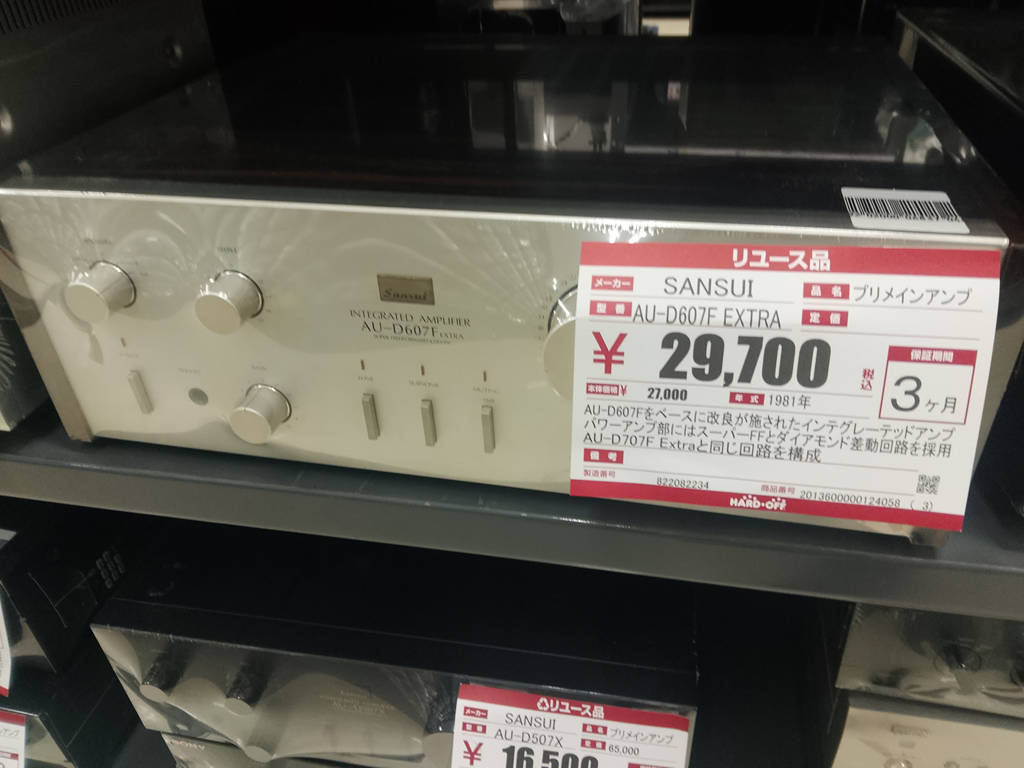 Sansui
INTEGRATED AMPLIFIER
AU-D607F EXTRA
リユース品
メーカー SANSUI 品名 プリメインアンプ
型番 AU-D607F EXTRA 定価
¥ 29,700 税込
保証期間
3ヶ月
本体価格¥ 27,000 年式 1981年
AU-D607Fをベースに改良が施されたインテグレーテッドアンプ
パワーアンプ部にはスーパーFFとダイアモンド差動回路を採用
AU-D707F Extraと同じ回路を構成
備考
製造番号 822082234 商品番号 2013600000124058 ( 3)
HARD・OFF
リユース品
メーカー SANSUI 品名 プリメインアンプ
型番 AU-D507X 定価 65,000
¥ 16,500
SONY